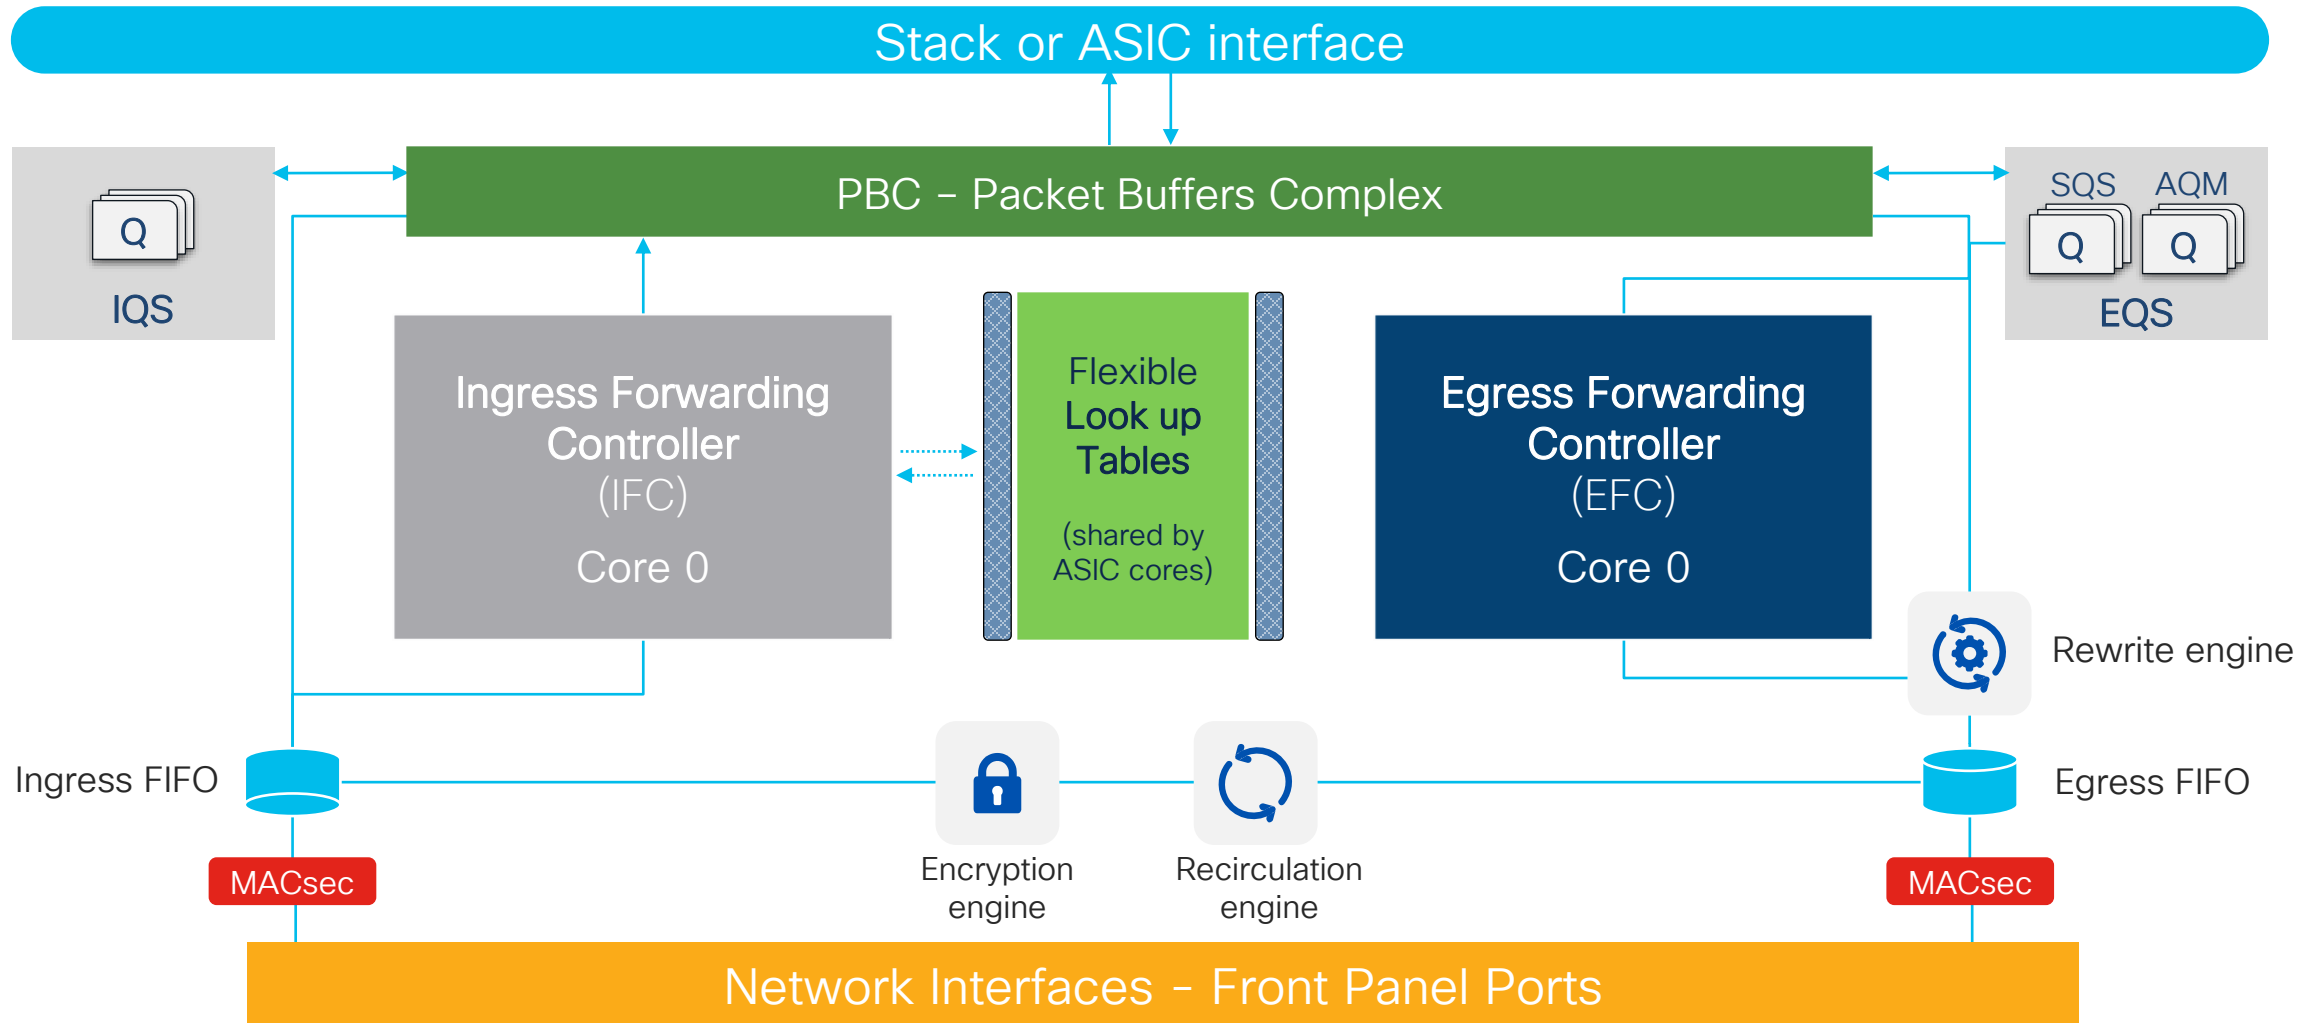 Stack or ASIC interface
PBC – Packet Buffers Complex
Q
IQS
SQS
AQM
Q
Q
EQS
Ingress Forwarding
Controller
(IFC)
Core 0
Flexible
Look up
Tables
(shared by
ASIC cores)
Egress Forwarding
Controller
(EFC)
Core 0
Rewrite engine
Ingress FIFO
Egress FIFO
Encryption
engine
Recirculation
engine
MACsec
MACsec
Network Interfaces – Front Panel Ports